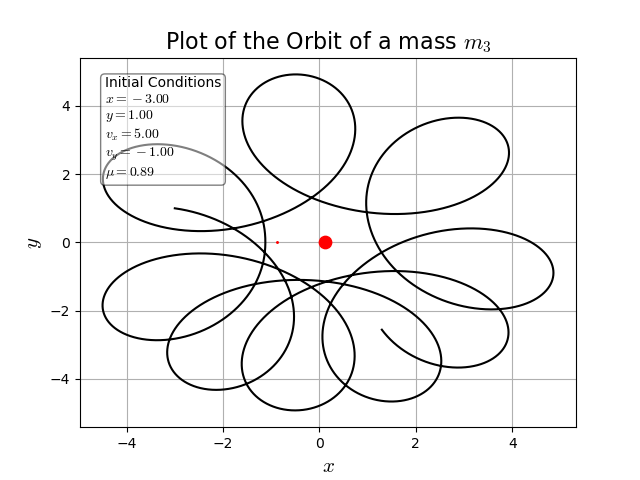 Plot of the Orbit of a mass m₃
Initial Conditions
x = −3.00
y = 1.00
vₓ = 5.00
v_y = −1.00
μ = 0.89
4
2
0
−2
−4
y
−4
−2
0
2
4
x